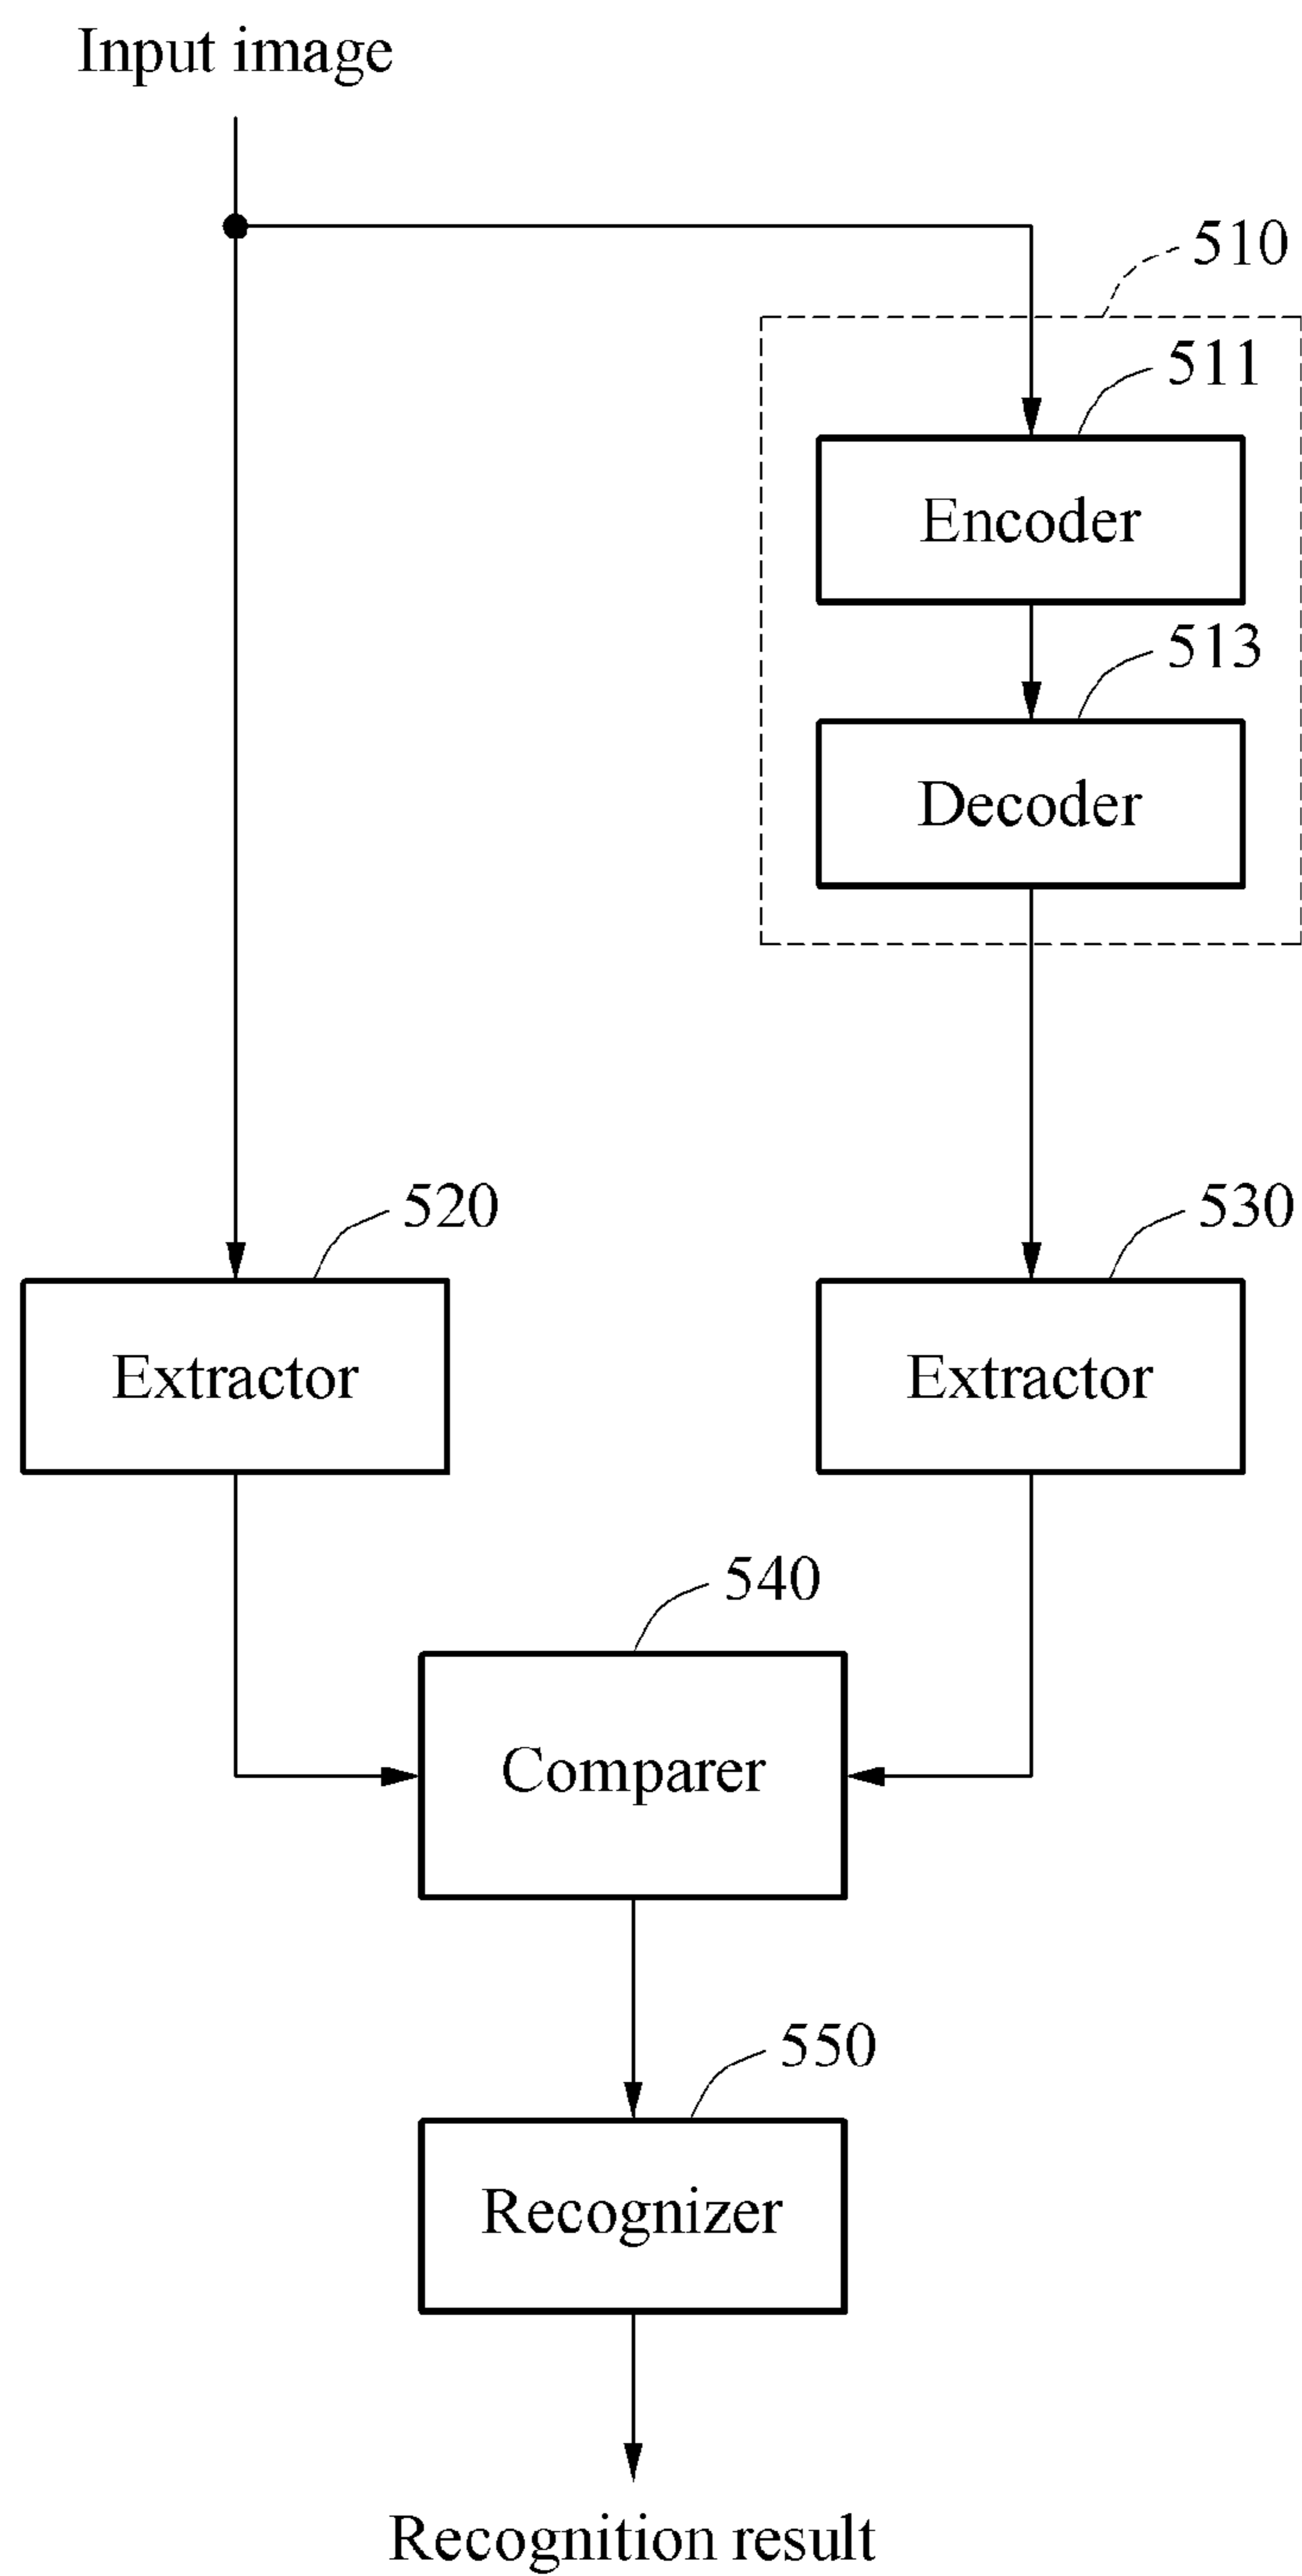 Input image
510
511
Encoder
513
Decoder
520
530
Extractor
Extractor
540
Comparer
550
Recognizer
Recognition result